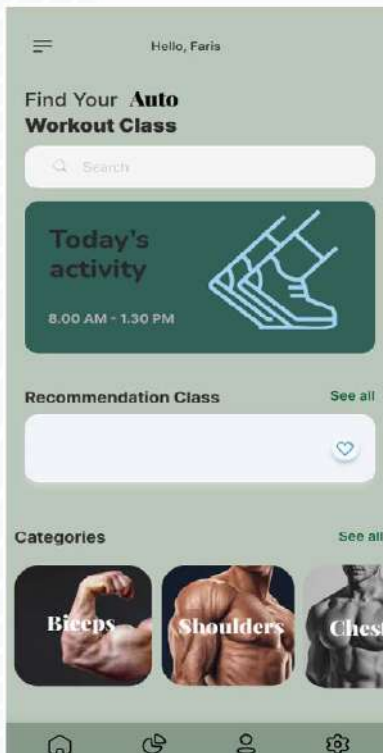 Hello, Faris
Find Your Auto
Workout Class
Search
Today's
activity
8.00 AM - 1.30 PM
Recommendation Class See all
Categories See all
Biceps Shoulders Chest